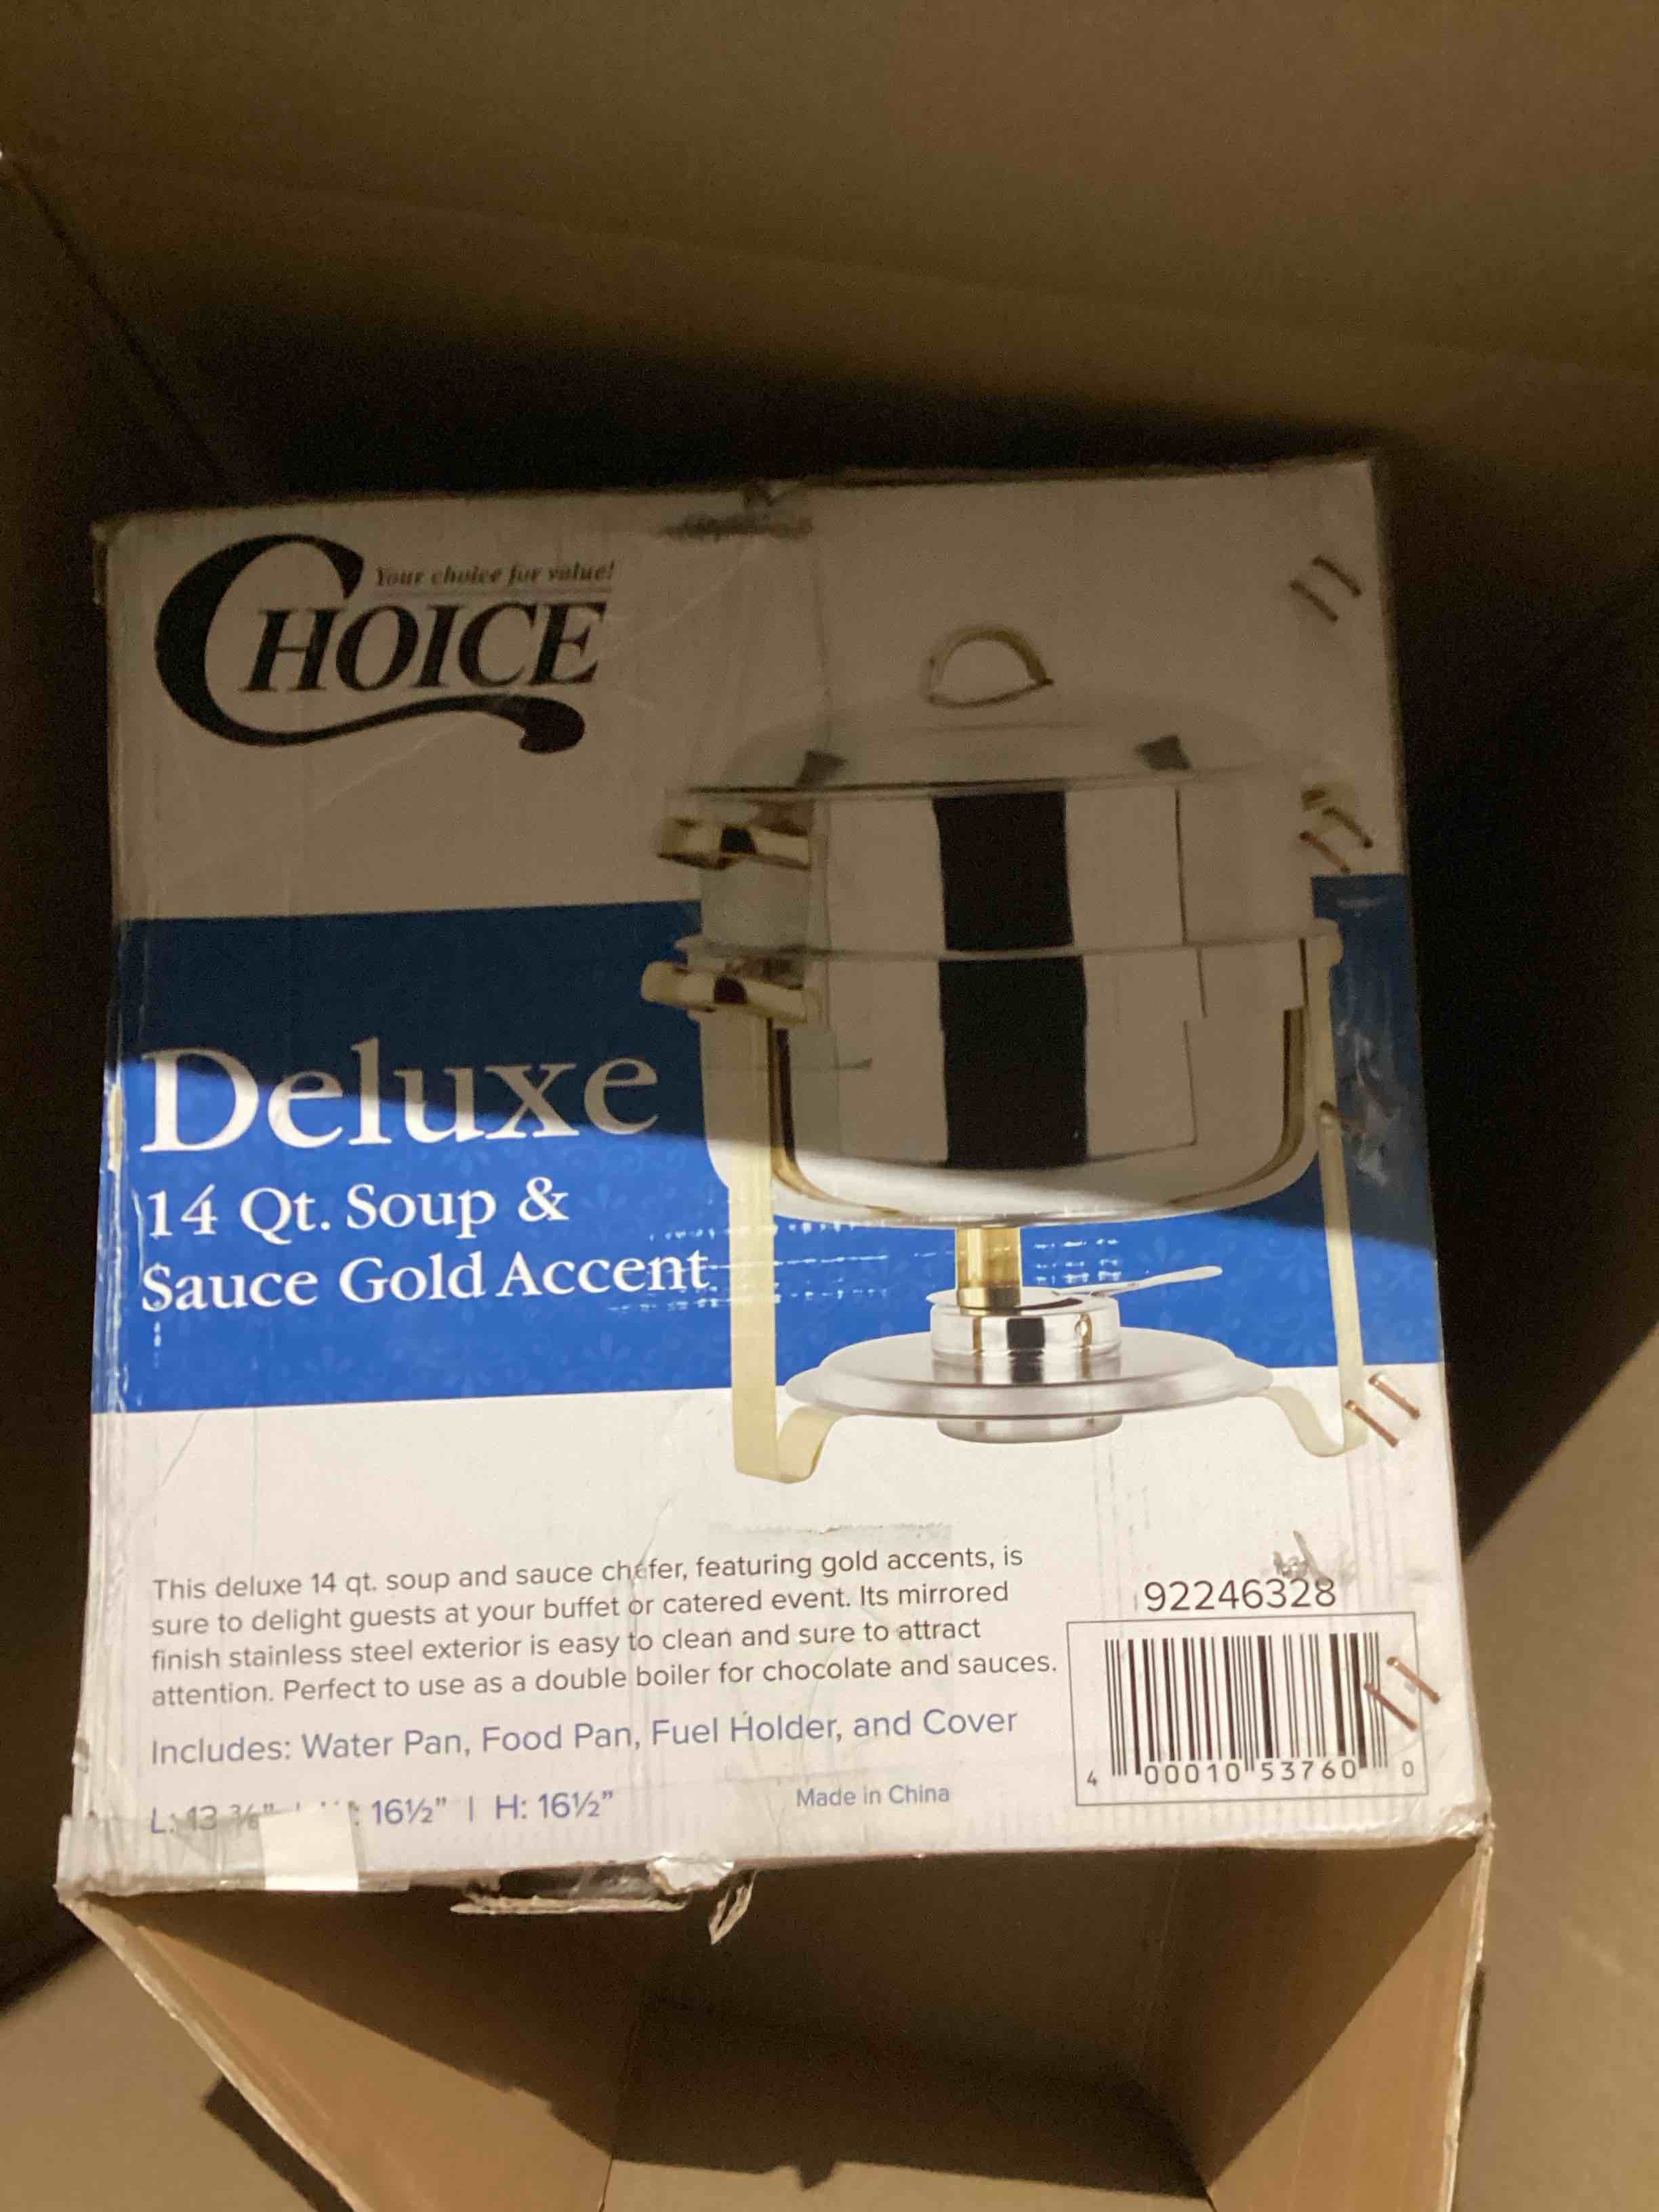 Your choice for value!
CHOICE
Deluxe
14 Qt. Soup &
Sauce Gold Accent
This deluxe 14 qt. soup and sauce chefer, featuring gold accents, is
sure to delight guests at your buffet or catered event. Its mirrored
finish stainless steel exterior is easy to clean and sure to attract
attention. Perfect to use as a double boiler for chocolate and sauces.
Includes: Water Pan, Food Pan, Fuel Holder, and Cover
L: 13 16½" | H: 16½"
Made in China
92246328
4 00010 53760 0